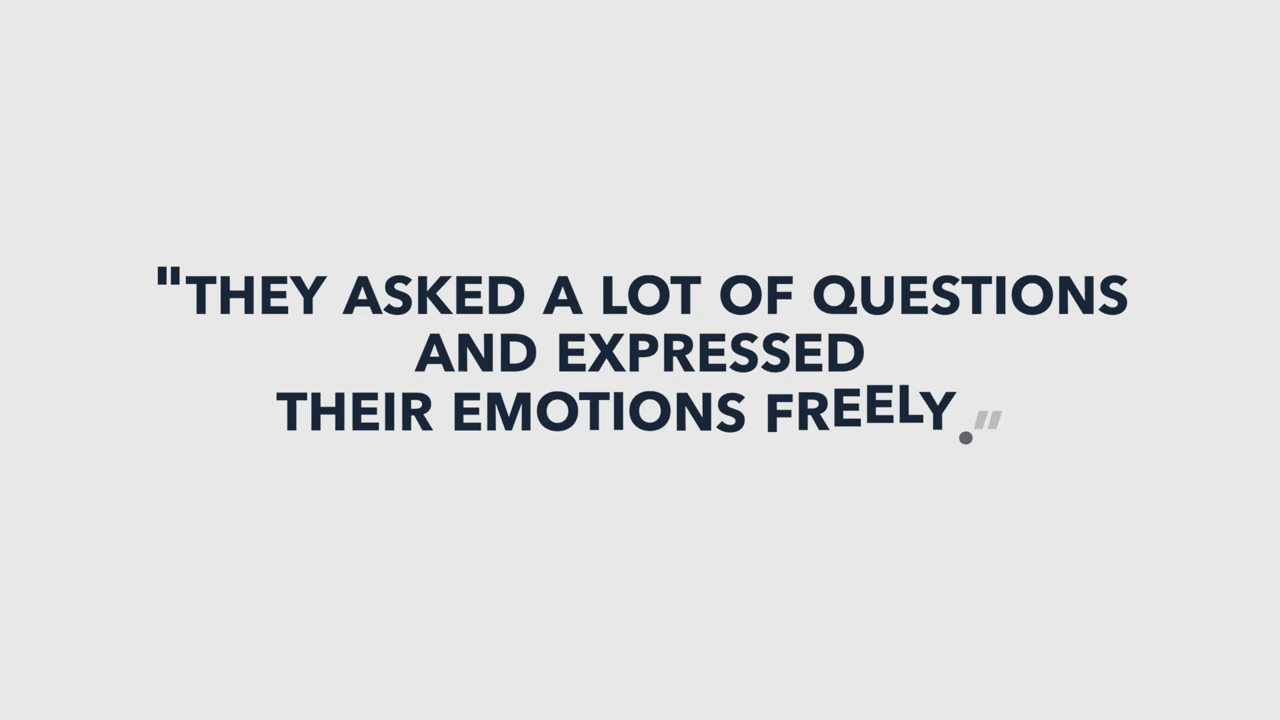 "THEY ASKED A LOT OF QUESTIONS
AND EXPRESSED
THEIR EMOTIONS FREELY."